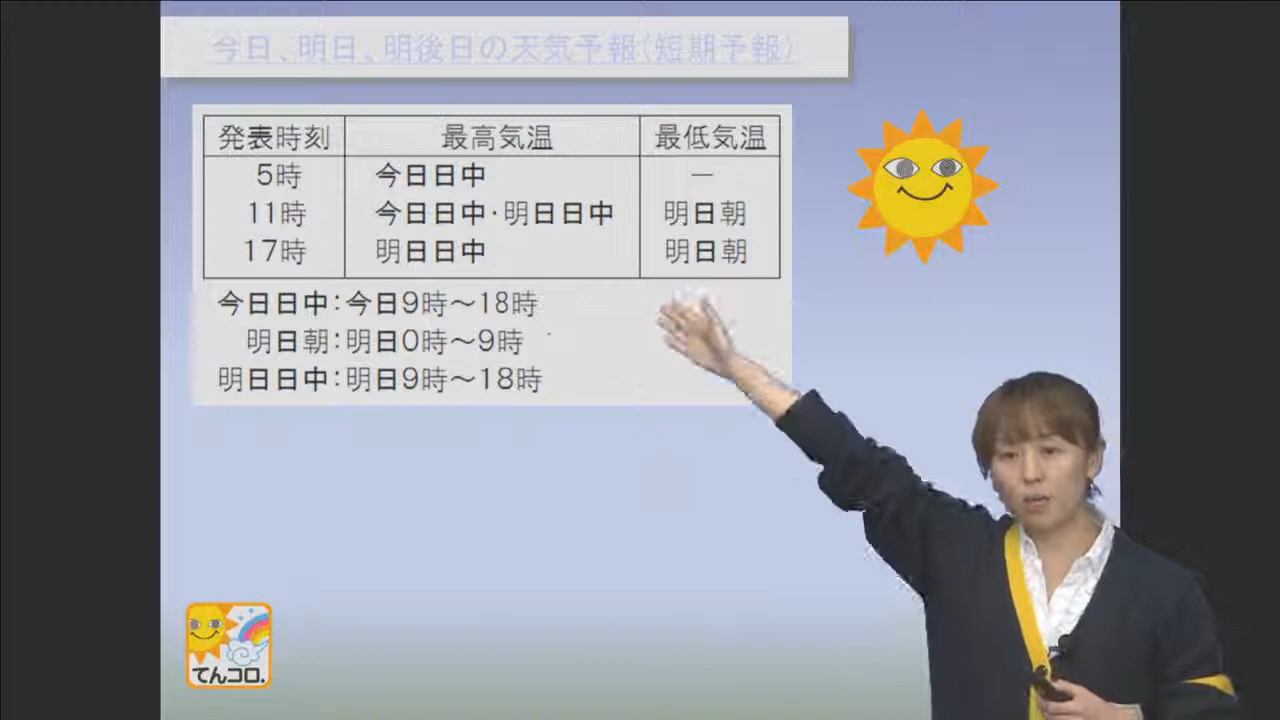 今日、明日、明後日の天気予報(短期予報)
発表時刻 最高気温 最低気温
5時 今日日中 ―
11時 今日日中・明日日中 明日朝
17時 明日日中 明日朝
今日日中:今日9時～18時
明日朝:明日0時～9時
明日日中:明日9時～18時
てんコロ.